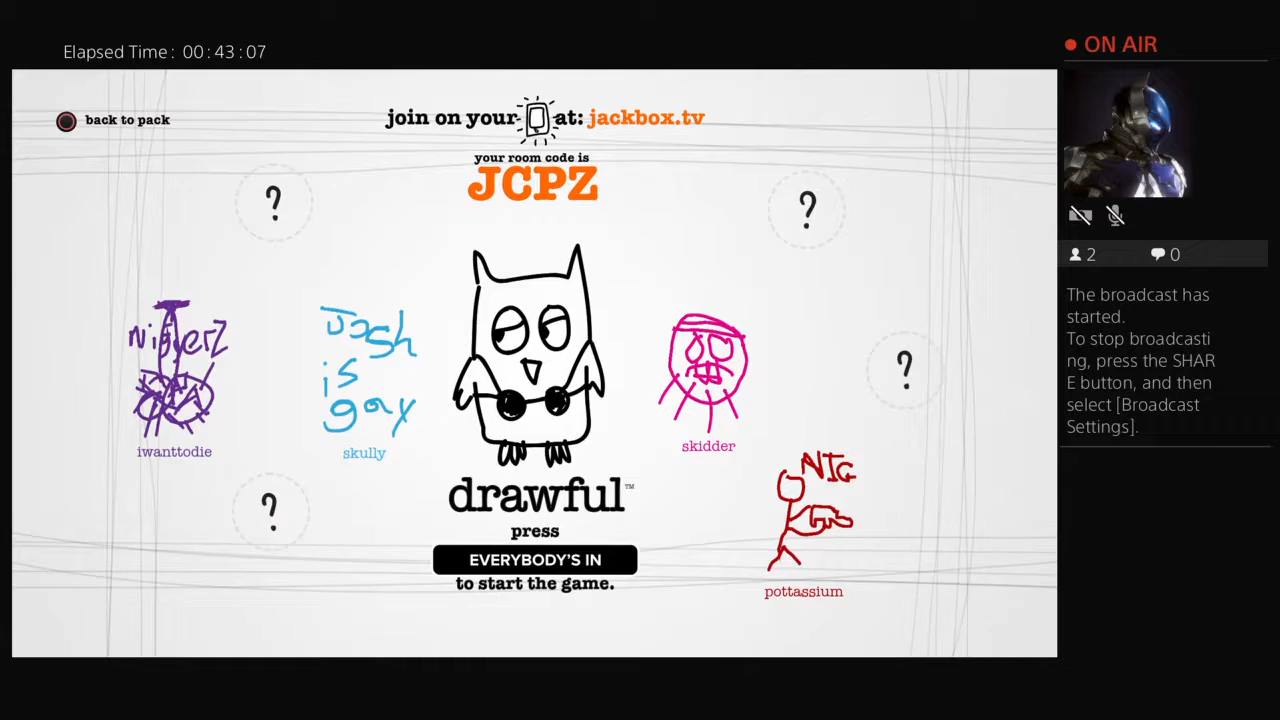 Elapsed Time: 00:43:07
ON AIR
back to pack
join on your at: jackbox.tv
your room code is
JCPZ
?
?
NiggerZ
Josh
is
gay
?
iwanttodie
skully
skidder
NIG
?
drawful™
press
EVERYBODY'S IN
to start the game.
pottassium
2
0
The broadcast has
started.
To stop broadcasti
ng, press the SHAR
E button, and then
select [Broadcast
Settings].